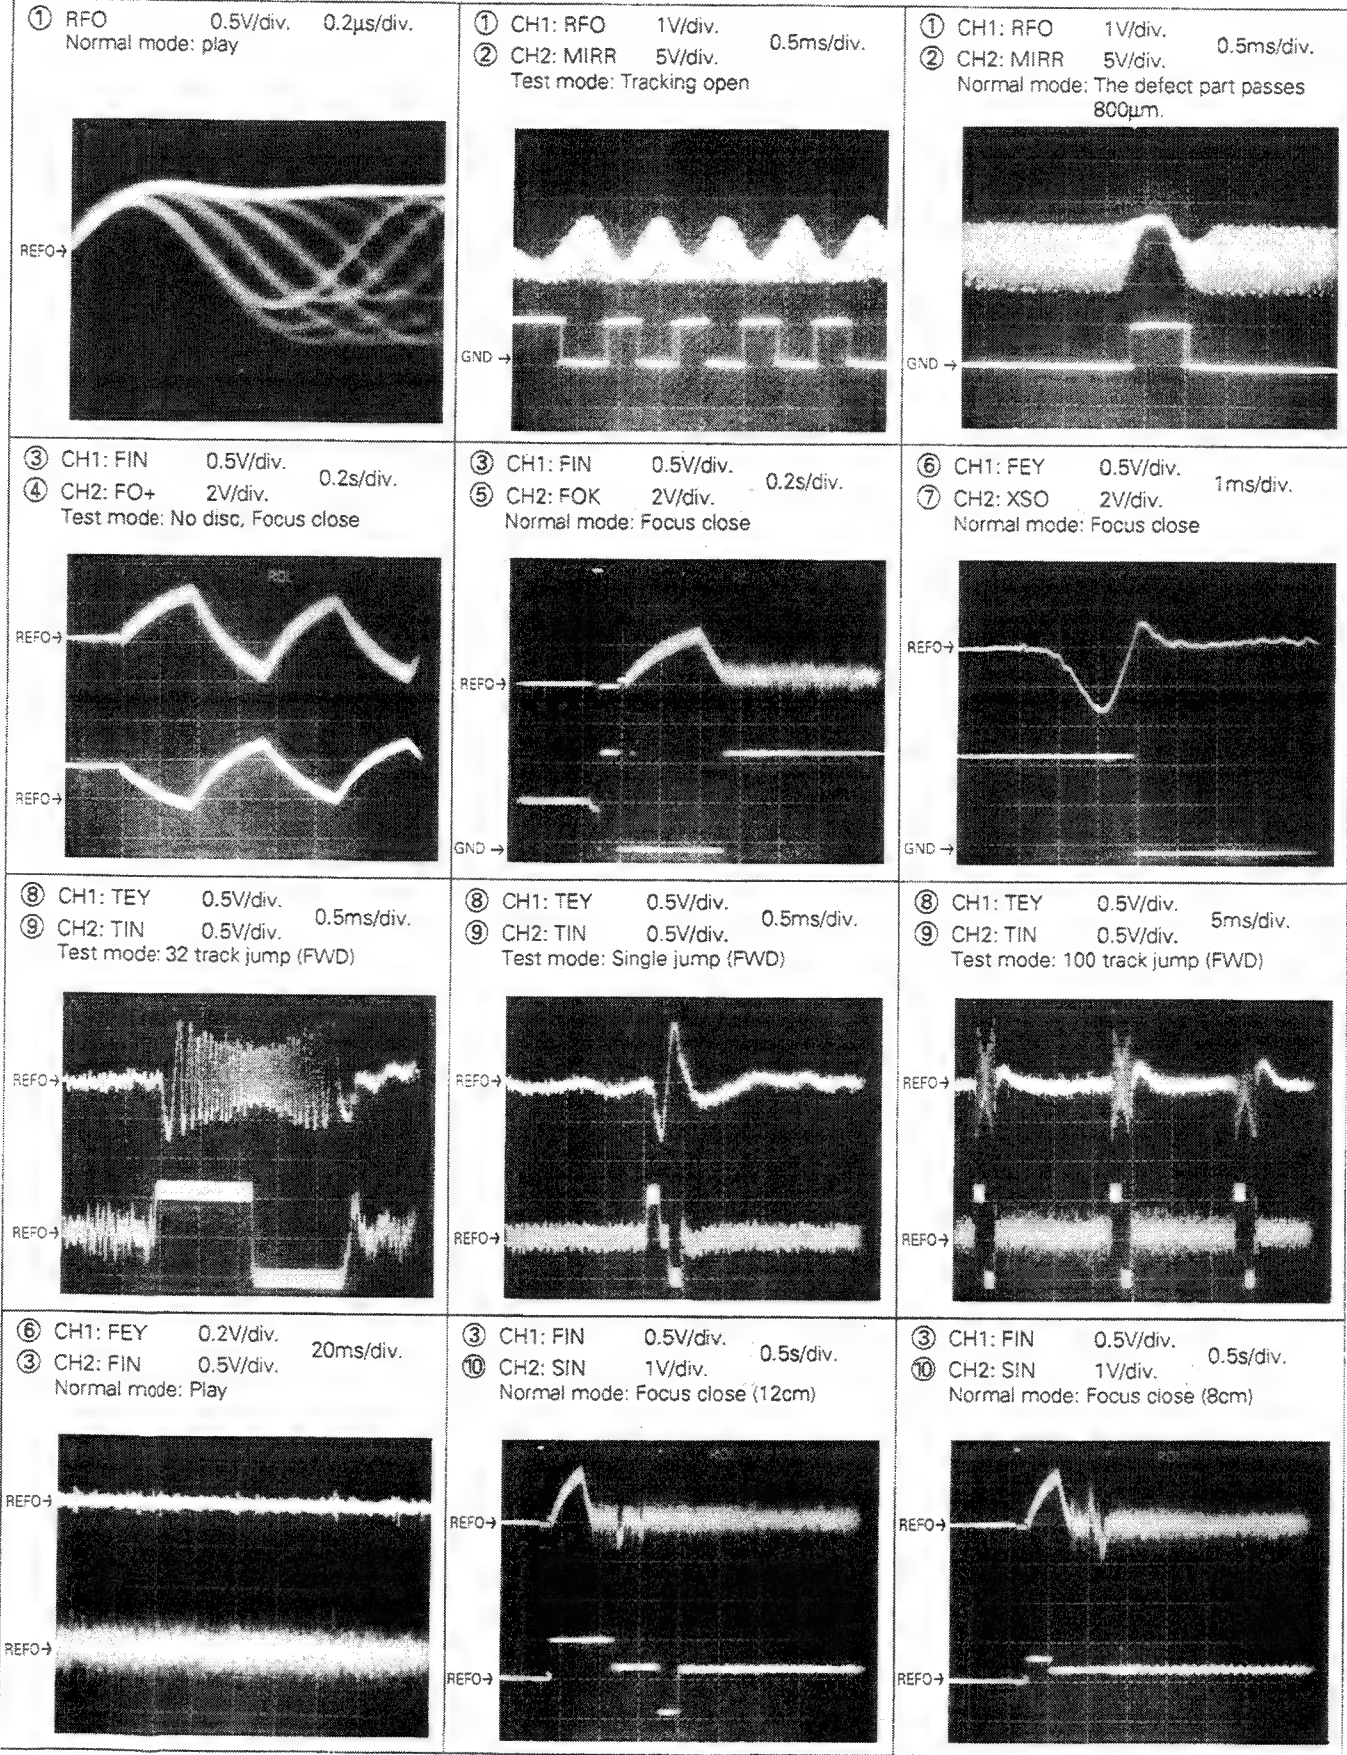 ① RFO 0.5V/div. 0.2µs/div.
Normal mode: play
REFO→
① CH1: RFO 1V/div.
0.5ms/div.
② CH2: MIRR 5V/div.
Test mode: Tracking open
GND →
① CH1: RFO 1V/div.
0.5ms/div.
② CH2: MIRR 5V/div.
Normal mode: The defect part passes
800µm.
GND →
③ CH1: FIN 0.5V/div.
0.2s/div.
④ CH2: FO+ 2V/div.
Test mode: No disc, Focus close
REFO→
REFO→
③ CH1: FIN 0.5V/div.
0.2s/div.
⑤ CH2: FOK 2V/div.
Normal mode: Focus close
REFO→
GND →
⑥ CH1: FEY 0.5V/div.
1ms/div.
⑦ CH2: XSO 2V/div.
Normal mode: Focus close
REFO→
GND →
⑧ CH1: TEY 0.5V/div.
0.5ms/div.
⑨ CH2: TIN 0.5V/div.
Test mode: 32 track jump (FWD)
REFO→
REFO→
⑧ CH1: TEY 0.5V/div.
0.5ms/div.
⑨ CH2: TIN 0.5V/div.
Test mode: Single jump (FWD)
REFO→
REFO→
⑧ CH1: TEY 0.5V/div.
5ms/div.
⑨ CH2: TIN 0.5V/div.
Test mode: 100 track jump (FWD)
REFO→
REFO→
⑥ CH1: FEY 0.2V/div.
20ms/div.
③ CH2: FIN 0.5V/div.
Normal mode: Play
REFO→
REFO→
③ CH1: FIN 0.5V/div.
0.5s/div.
⑩ CH2: SIN 1V/div.
Normal mode: Focus close (12cm)
REFO→
REFO→
③ CH1: FIN 0.5V/div.
0.5s/div.
⑩ CH2: SIN 1V/div.
Normal mode: Focus close (8cm)
REFO→
REFO→